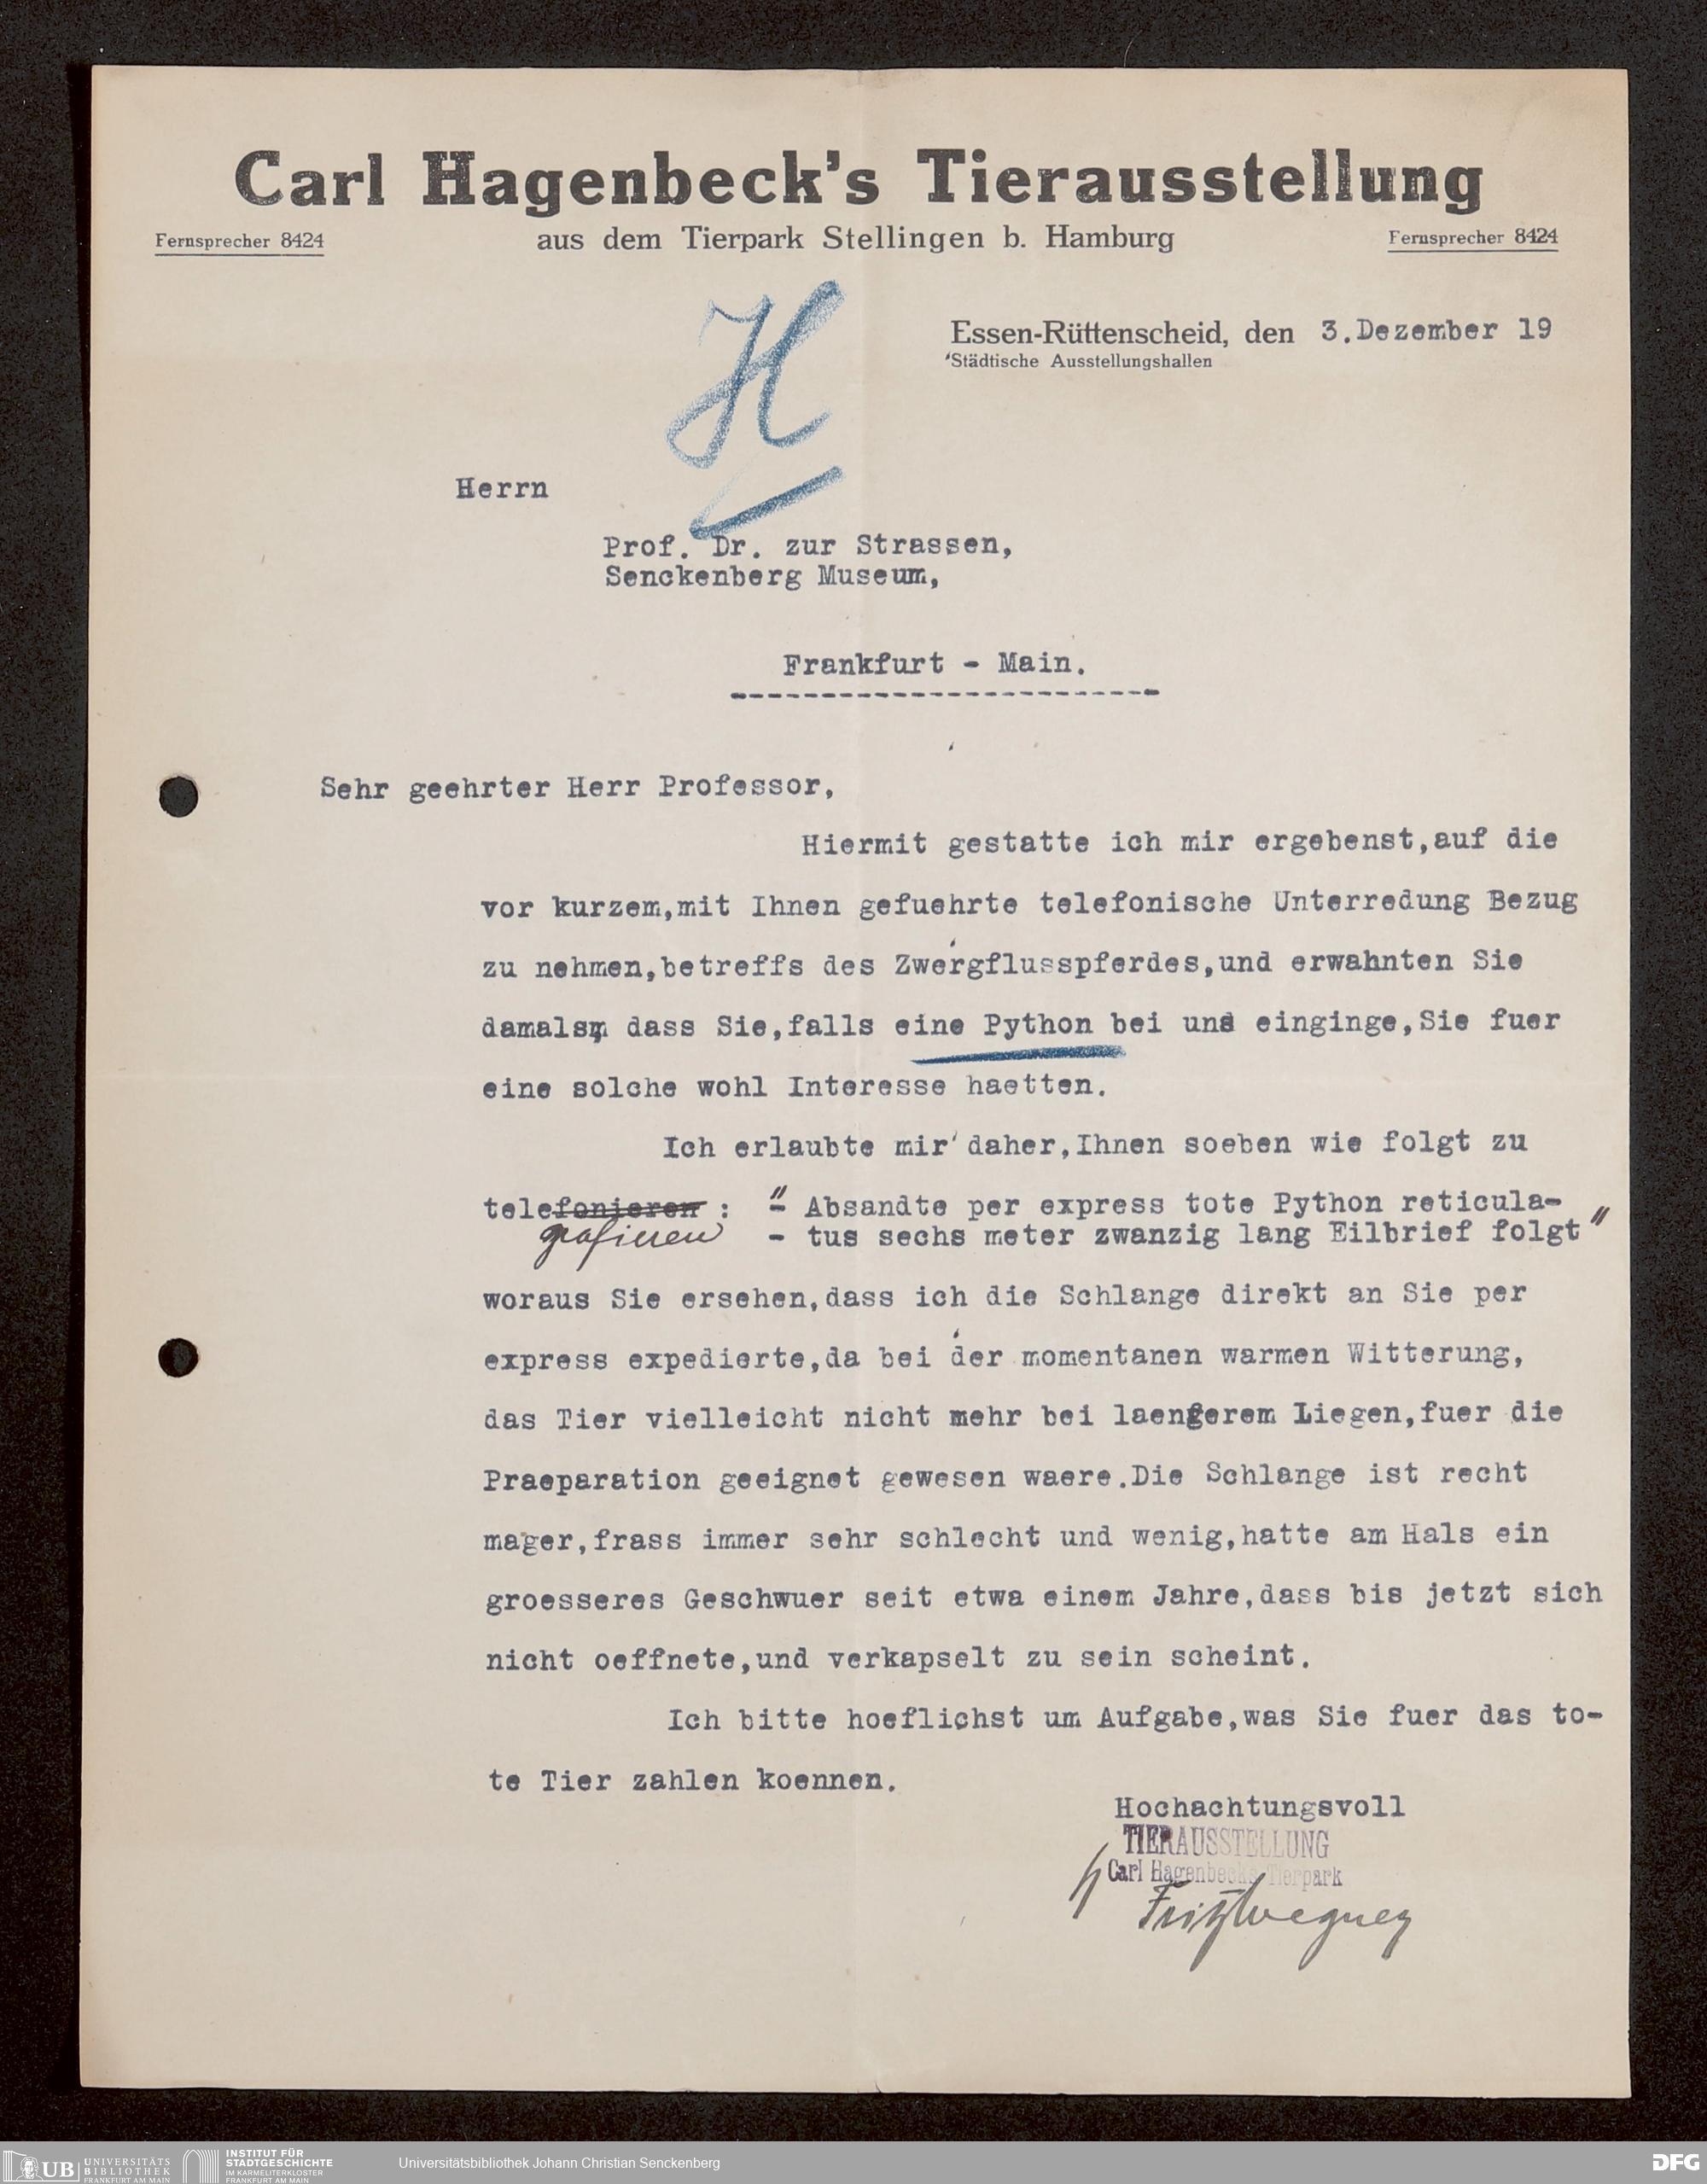 Carl Hagenbeck's Tierausstellung
Fernsprecher 8424 aus dem Tierpark Stellingen b. Hamburg Fernsprecher 8424
H
Essen-Rüttenscheid, den 3.Dezember 19
Städtische Ausstellungshallen
Herrn
Prof. Dr. zur Strassen,
Senckenberg Museum,
Frankfurt - Main.
Sehr geehrter Herr Professor,
Hiermit gestatte ich mir ergebenst,auf die
vor kurzem,mit Ihnen gefuehrte telefonische Unterredung Bezug
zu nehmen,betreffs des Zwergflusspferdes,und erwahnten Sie
damals, dass Sie,falls eine Python bei uns einginge,Sie fuer
eine solche wohl Interesse haetten.
Ich erlaubte mir daher,Ihnen soeben wie folgt zu
telefonieren : " - Absandte per express tote Python reticula-
grafieren - tus sechs meter zwanzig lang Eilbrief folgt "
woraus Sie ersehen,dass ich die Schlange direkt an Sie per
express expedierte,da bei der momentanen warmen Witterung,
das Tier vielleicht nicht mehr bei laengerem Liegen,fuer die
Praeparation geeignet gewesen waere.Die Schlange ist recht
mager,frass immer sehr schlecht und wenig,hatte am Hals ein
groesseres Geschwuer seit etwa einem Jahre,dass bis jetzt sich
nicht oeffnete,und verkapselt zu sein scheint.
Ich bitte hoeflichst um Aufgabe,was Sie fuer das to-
te Tier zahlen koennen.
Hochachtungsvoll
TIERAUSSTELLUNG
Carl Hagenbecks Tierpark
Fritz Wegner
UB UNIVERSITÄTS BIBLIOTHEK FRANKFURT AM MAIN
INSTITUT FÜR STADTGESCHICHTE IM KARMELITERKLOSTER FRANKFURT AM MAIN
Universitätsbibliothek Johann Christian Senckenberg
DFG